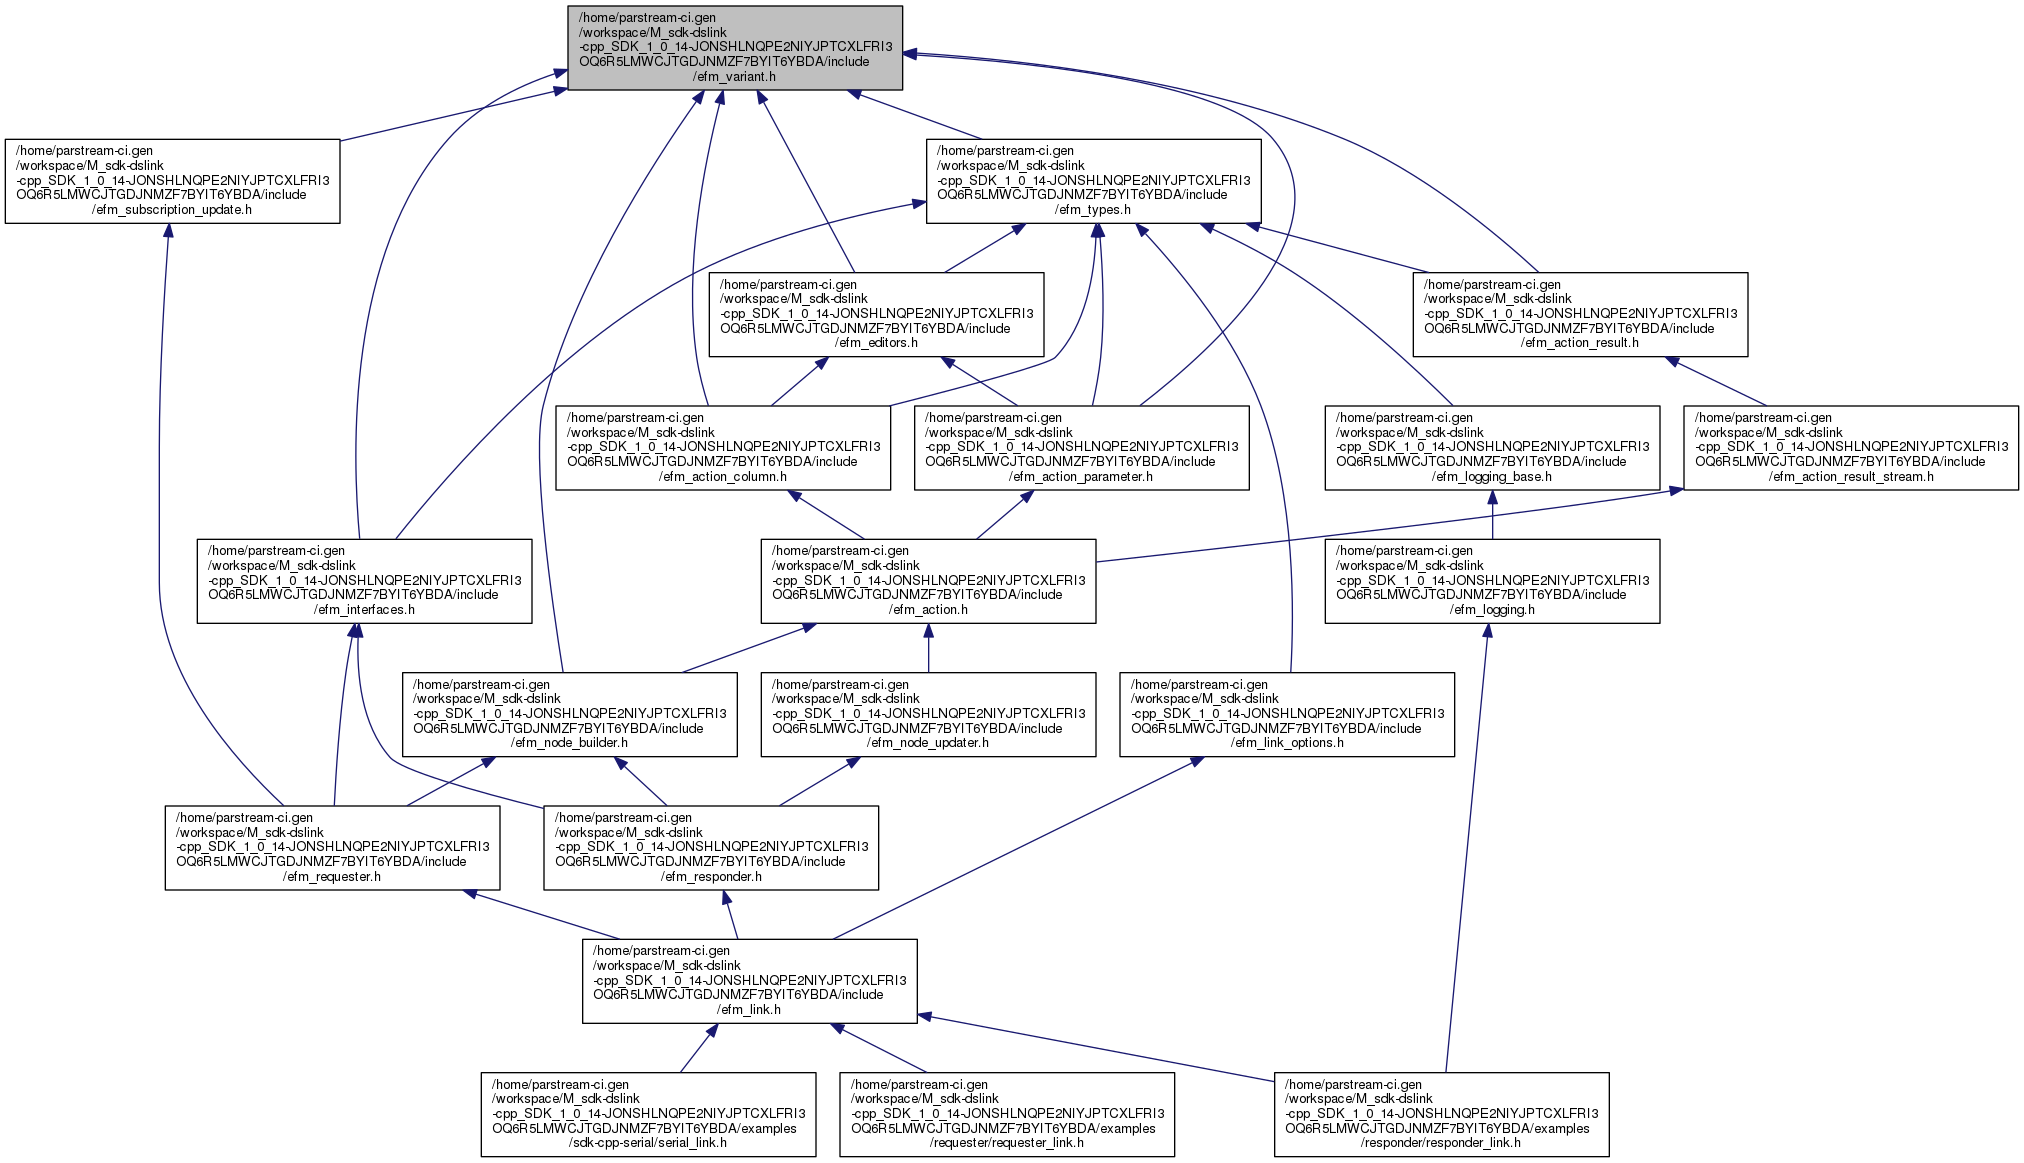 /home/parstream-ci.gen
/workspace/M_sdk-dslink
-cpp_SDK_1_0_14-JONSHLNQPE2NIYJPTCXLFRI3
OQ6R5LMWCJTGDJNMZF7BYIT6YBDA/include
/efm_variant.h
/home/parstream-ci.gen
/workspace/M_sdk-dslink
-cpp_SDK_1_0_14-JONSHLNQPE2NIYJPTCXLFRI3
OQ6R5LMWCJTGDJNMZF7BYIT6YBDA/include
/efm_subscription_update.h
/home/parstream-ci.gen
/workspace/M_sdk-dslink
-cpp_SDK_1_0_14-JONSHLNQPE2NIYJPTCXLFRI3
OQ6R5LMWCJTGDJNMZF7BYIT6YBDA/include
/efm_types.h
/home/parstream-ci.gen
/workspace/M_sdk-dslink
-cpp_SDK_1_0_14-JONSHLNQPE2NIYJPTCXLFRI3
OQ6R5LMWCJTGDJNMZF7BYIT6YBDA/include
/efm_editors.h
/home/parstream-ci.gen
/workspace/M_sdk-dslink
-cpp_SDK_1_0_14-JONSHLNQPE2NIYJPTCXLFRI3
OQ6R5LMWCJTGDJNMZF7BYIT6YBDA/include
/efm_action_result.h
/home/parstream-ci.gen
/workspace/M_sdk-dslink
-cpp_SDK_1_0_14-JONSHLNQPE2NIYJPTCXLFRI3
OQ6R5LMWCJTGDJNMZF7BYIT6YBDA/include
/efm_action_column.h
/home/parstream-ci.gen
/workspace/M_sdk-dslink
-cpp_SDK_1_0_14-JONSHLNQPE2NIYJPTCXLFRI3
OQ6R5LMWCJTGDJNMZF7BYIT6YBDA/include
/efm_action_parameter.h
/home/parstream-ci.gen
/workspace/M_sdk-dslink
-cpp_SDK_1_0_14-JONSHLNQPE2NIYJPTCXLFRI3
OQ6R5LMWCJTGDJNMZF7BYIT6YBDA/include
/efm_logging_base.h
/home/parstream-ci.gen
/workspace/M_sdk-dslink
-cpp_SDK_1_0_14-JONSHLNQPE2NIYJPTCXLFRI3
OQ6R5LMWCJTGDJNMZF7BYIT6YBDA/include
/efm_action_result_stream.h
/home/parstream-ci.gen
/workspace/M_sdk-dslink
-cpp_SDK_1_0_14-JONSHLNQPE2NIYJPTCXLFRI3
OQ6R5LMWCJTGDJNMZF7BYIT6YBDA/include
/efm_interfaces.h
/home/parstream-ci.gen
/workspace/M_sdk-dslink
-cpp_SDK_1_0_14-JONSHLNQPE2NIYJPTCXLFRI3
OQ6R5LMWCJTGDJNMZF7BYIT6YBDA/include
/efm_action.h
/home/parstream-ci.gen
/workspace/M_sdk-dslink
-cpp_SDK_1_0_14-JONSHLNQPE2NIYJPTCXLFRI3
OQ6R5LMWCJTGDJNMZF7BYIT6YBDA/include
/efm_logging.h
/home/parstream-ci.gen
/workspace/M_sdk-dslink
-cpp_SDK_1_0_14-JONSHLNQPE2NIYJPTCXLFRI3
OQ6R5LMWCJTGDJNMZF7BYIT6YBDA/include
/efm_node_builder.h
/home/parstream-ci.gen
/workspace/M_sdk-dslink
-cpp_SDK_1_0_14-JONSHLNQPE2NIYJPTCXLFRI3
OQ6R5LMWCJTGDJNMZF7BYIT6YBDA/include
/efm_node_updater.h
/home/parstream-ci.gen
/workspace/M_sdk-dslink
-cpp_SDK_1_0_14-JONSHLNQPE2NIYJPTCXLFRI3
OQ6R5LMWCJTGDJNMZF7BYIT6YBDA/include
/efm_link_options.h
/home/parstream-ci.gen
/workspace/M_sdk-dslink
-cpp_SDK_1_0_14-JONSHLNQPE2NIYJPTCXLFRI3
OQ6R5LMWCJTGDJNMZF7BYIT6YBDA/include
/efm_requester.h
/home/parstream-ci.gen
/workspace/M_sdk-dslink
-cpp_SDK_1_0_14-JONSHLNQPE2NIYJPTCXLFRI3
OQ6R5LMWCJTGDJNMZF7BYIT6YBDA/include
/efm_responder.h
/home/parstream-ci.gen
/workspace/M_sdk-dslink
-cpp_SDK_1_0_14-JONSHLNQPE2NIYJPTCXLFRI3
OQ6R5LMWCJTGDJNMZF7BYIT6YBDA/include
/efm_link.h
/home/parstream-ci.gen
/workspace/M_sdk-dslink
-cpp_SDK_1_0_14-JONSHLNQPE2NIYJPTCXLFRI3
OQ6R5LMWCJTGDJNMZF7BYIT6YBDA/examples
/sdk-cpp-serial/serial_link.h
/home/parstream-ci.gen
/workspace/M_sdk-dslink
-cpp_SDK_1_0_14-JONSHLNQPE2NIYJPTCXLFRI3
OQ6R5LMWCJTGDJNMZF7BYIT6YBDA/examples
/requester/requester_link.h
/home/parstream-ci.gen
/workspace/M_sdk-dslink
-cpp_SDK_1_0_14-JONSHLNQPE2NIYJPTCXLFRI3
OQ6R5LMWCJTGDJNMZF7BYIT6YBDA/examples
/responder/responder_link.h